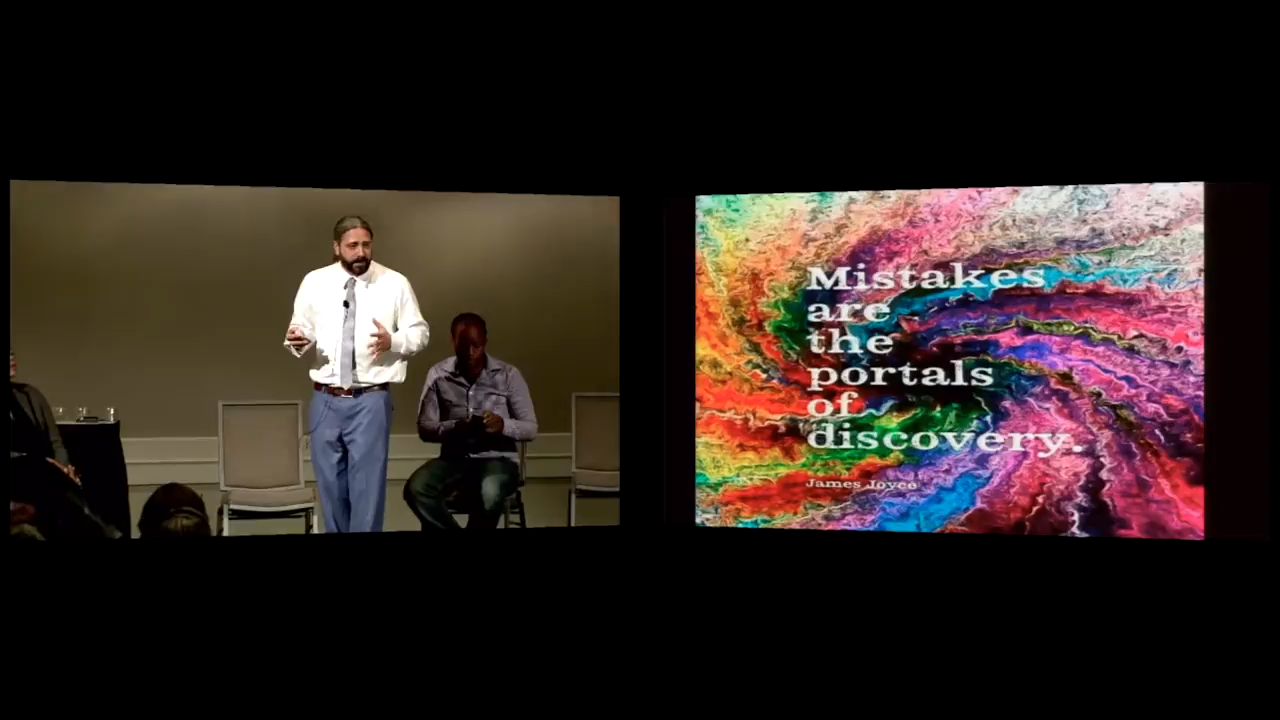 Mistakes
are
the
portals
of
discovery.
James Joyce